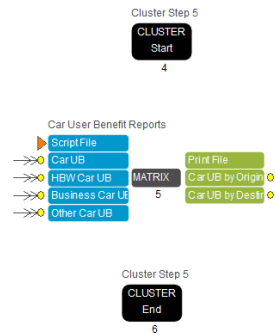 Cluster Step 5
CLUSTER
Start
4
Car User Benefit Reports
Script File
Car UB
Print File
HBW Car UB
MATRIX
Car UB by Origin
Business Car UB
5
Car UB by Destin
Other Car UB
Cluster Step 5
CLUSTER
End
6